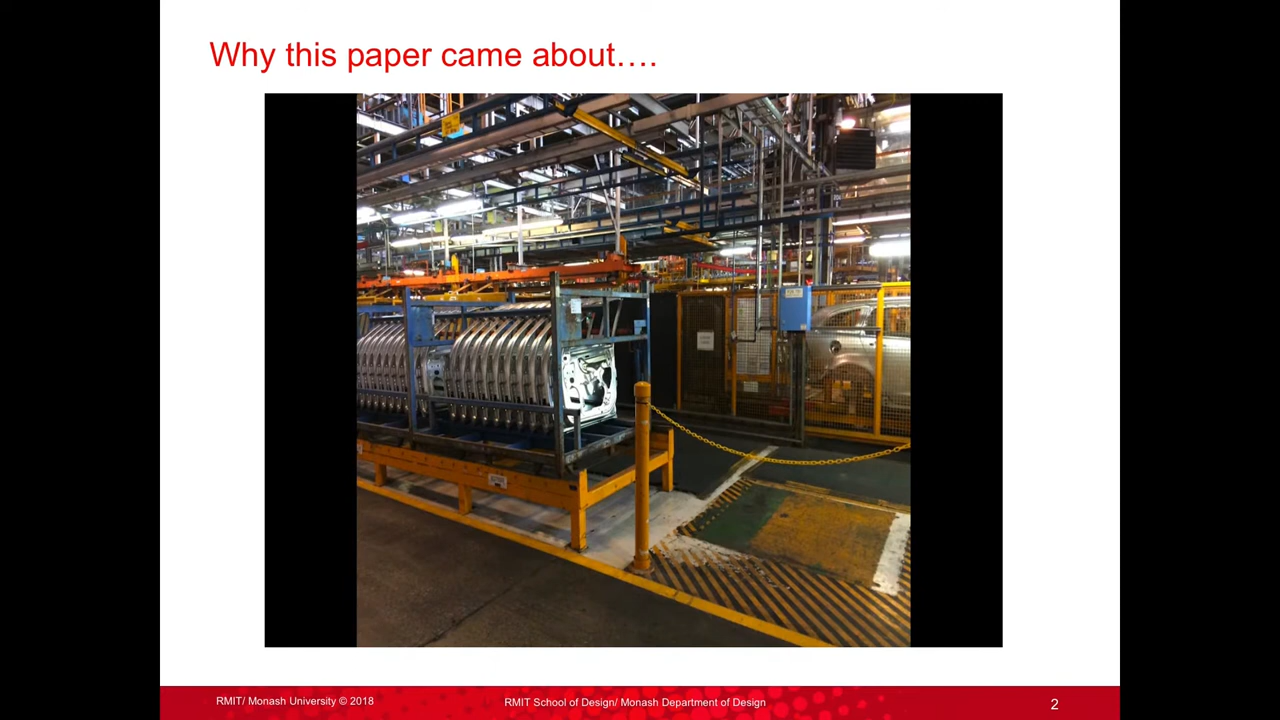 Why this paper came about….
RMIT/ Monash University © 2018
RMIT School of Design/ Monash Department of Design
2